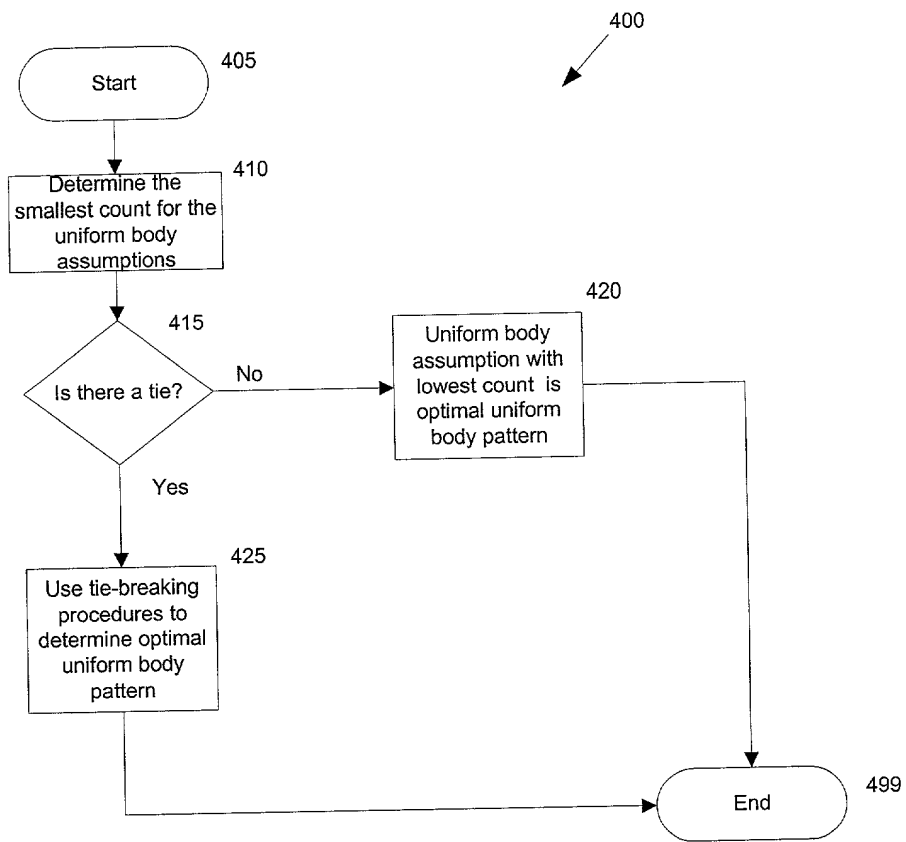 400
Start
405
410
Determine the
smallest count for the
uniform body
assumptions
415
Is there a tie?
No
420
Uniform body
assumption with
lowest count is
optimal uniform
body pattern
Yes
425
Use tie-breaking
procedures to
determine optimal
uniform body
pattern
End
499